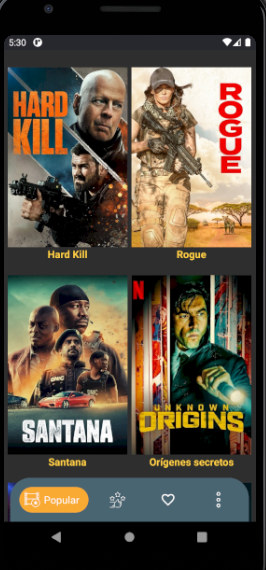 5:30
HARD
KILL
ROGUE
Hard Kill
Rogue
N
SANTANA
UNKNOWN
ORIGINS
Santana
Orígenes secretos
Popular